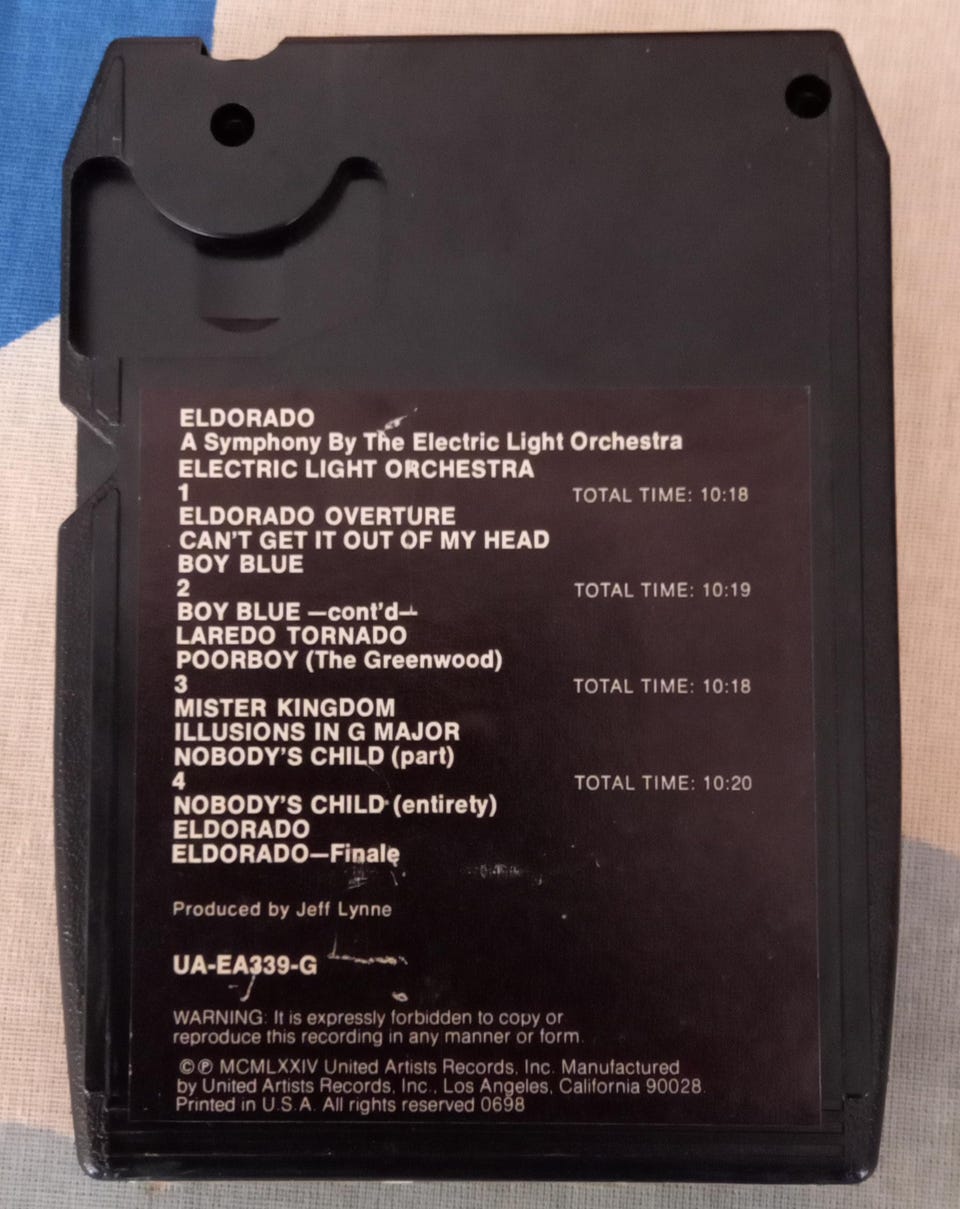 ELDORADO
A Symphony By The Electric Light Orchestra
ELECTRIC LIGHT ORCHESTRA
1 TOTAL TIME: 10:18
ELDORADO OVERTURE
CAN'T GET IT OUT OF MY HEAD
BOY BLUE
2 TOTAL TIME: 10:19
BOY BLUE —cont'd—
LAREDO TORNADO
POORBOY (The Greenwood)
3 TOTAL TIME: 10:18
MISTER KINGDOM
ILLUSIONS IN G MAJOR
NOBODY'S CHILD (part)
4 TOTAL TIME: 10:20
NOBODY'S CHILD (entirety)
ELDORADO
ELDORADO—Finale
Produced by Jeff Lynne
UA-EA339-G
WARNING: It is expressly forbidden to copy or
reproduce this recording in any manner or form.
©℗ MCMLXXIV United Artists Records, Inc. Manufactured
by United Artists Records, Inc., Los Angeles, California 90028.
Printed in U.S.A. All rights reserved 0698